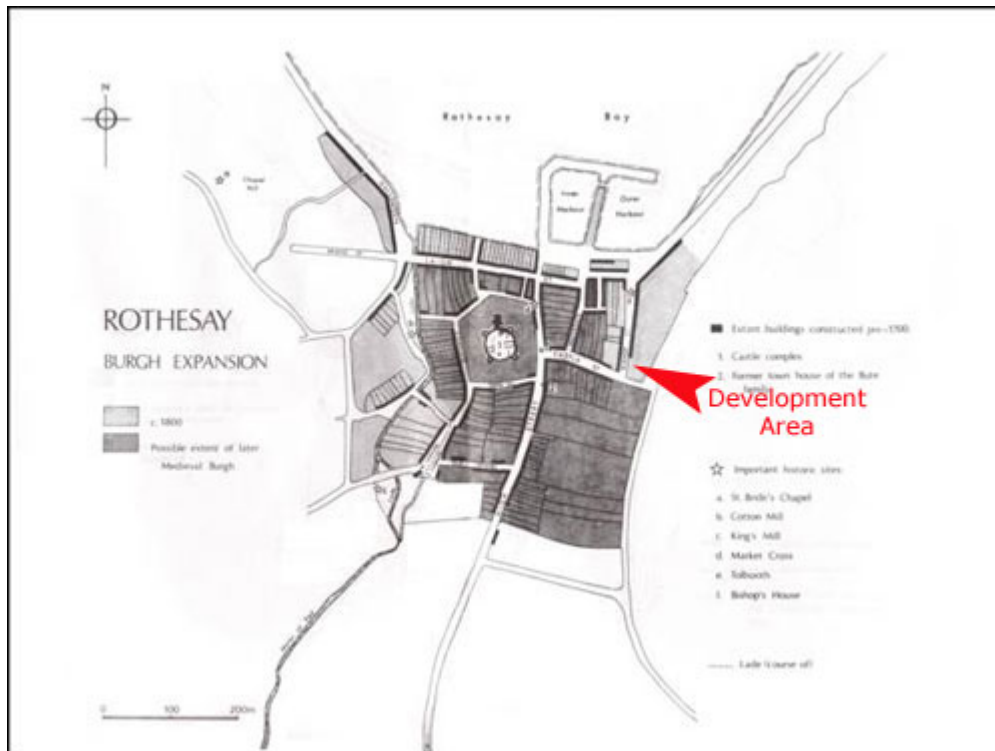 N
Rothesay Bay
Chapel Hill
Inner Harbour
Outer Harbour
ROTHESAY
BURGH EXPANSION
c. 1800
Possible extent of later
Medieval Burgh
Extant buildings constructed pre-1700
1. Castle complex
2. Former town house of the Bute
family
Development
Area
Important historic sites:
a. St. Bride's Chapel
b. Cotton Mill
c. King's Mill
d. Market Cross
e. Tolbooth
f. Bishop's House
Lade (course of)
0 100 200m